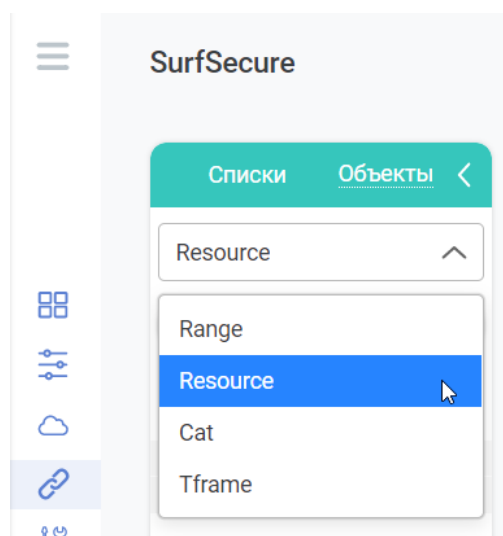 SurfSecure
Списки Объекты
Resource
Range
Resource
Cat
Tframe